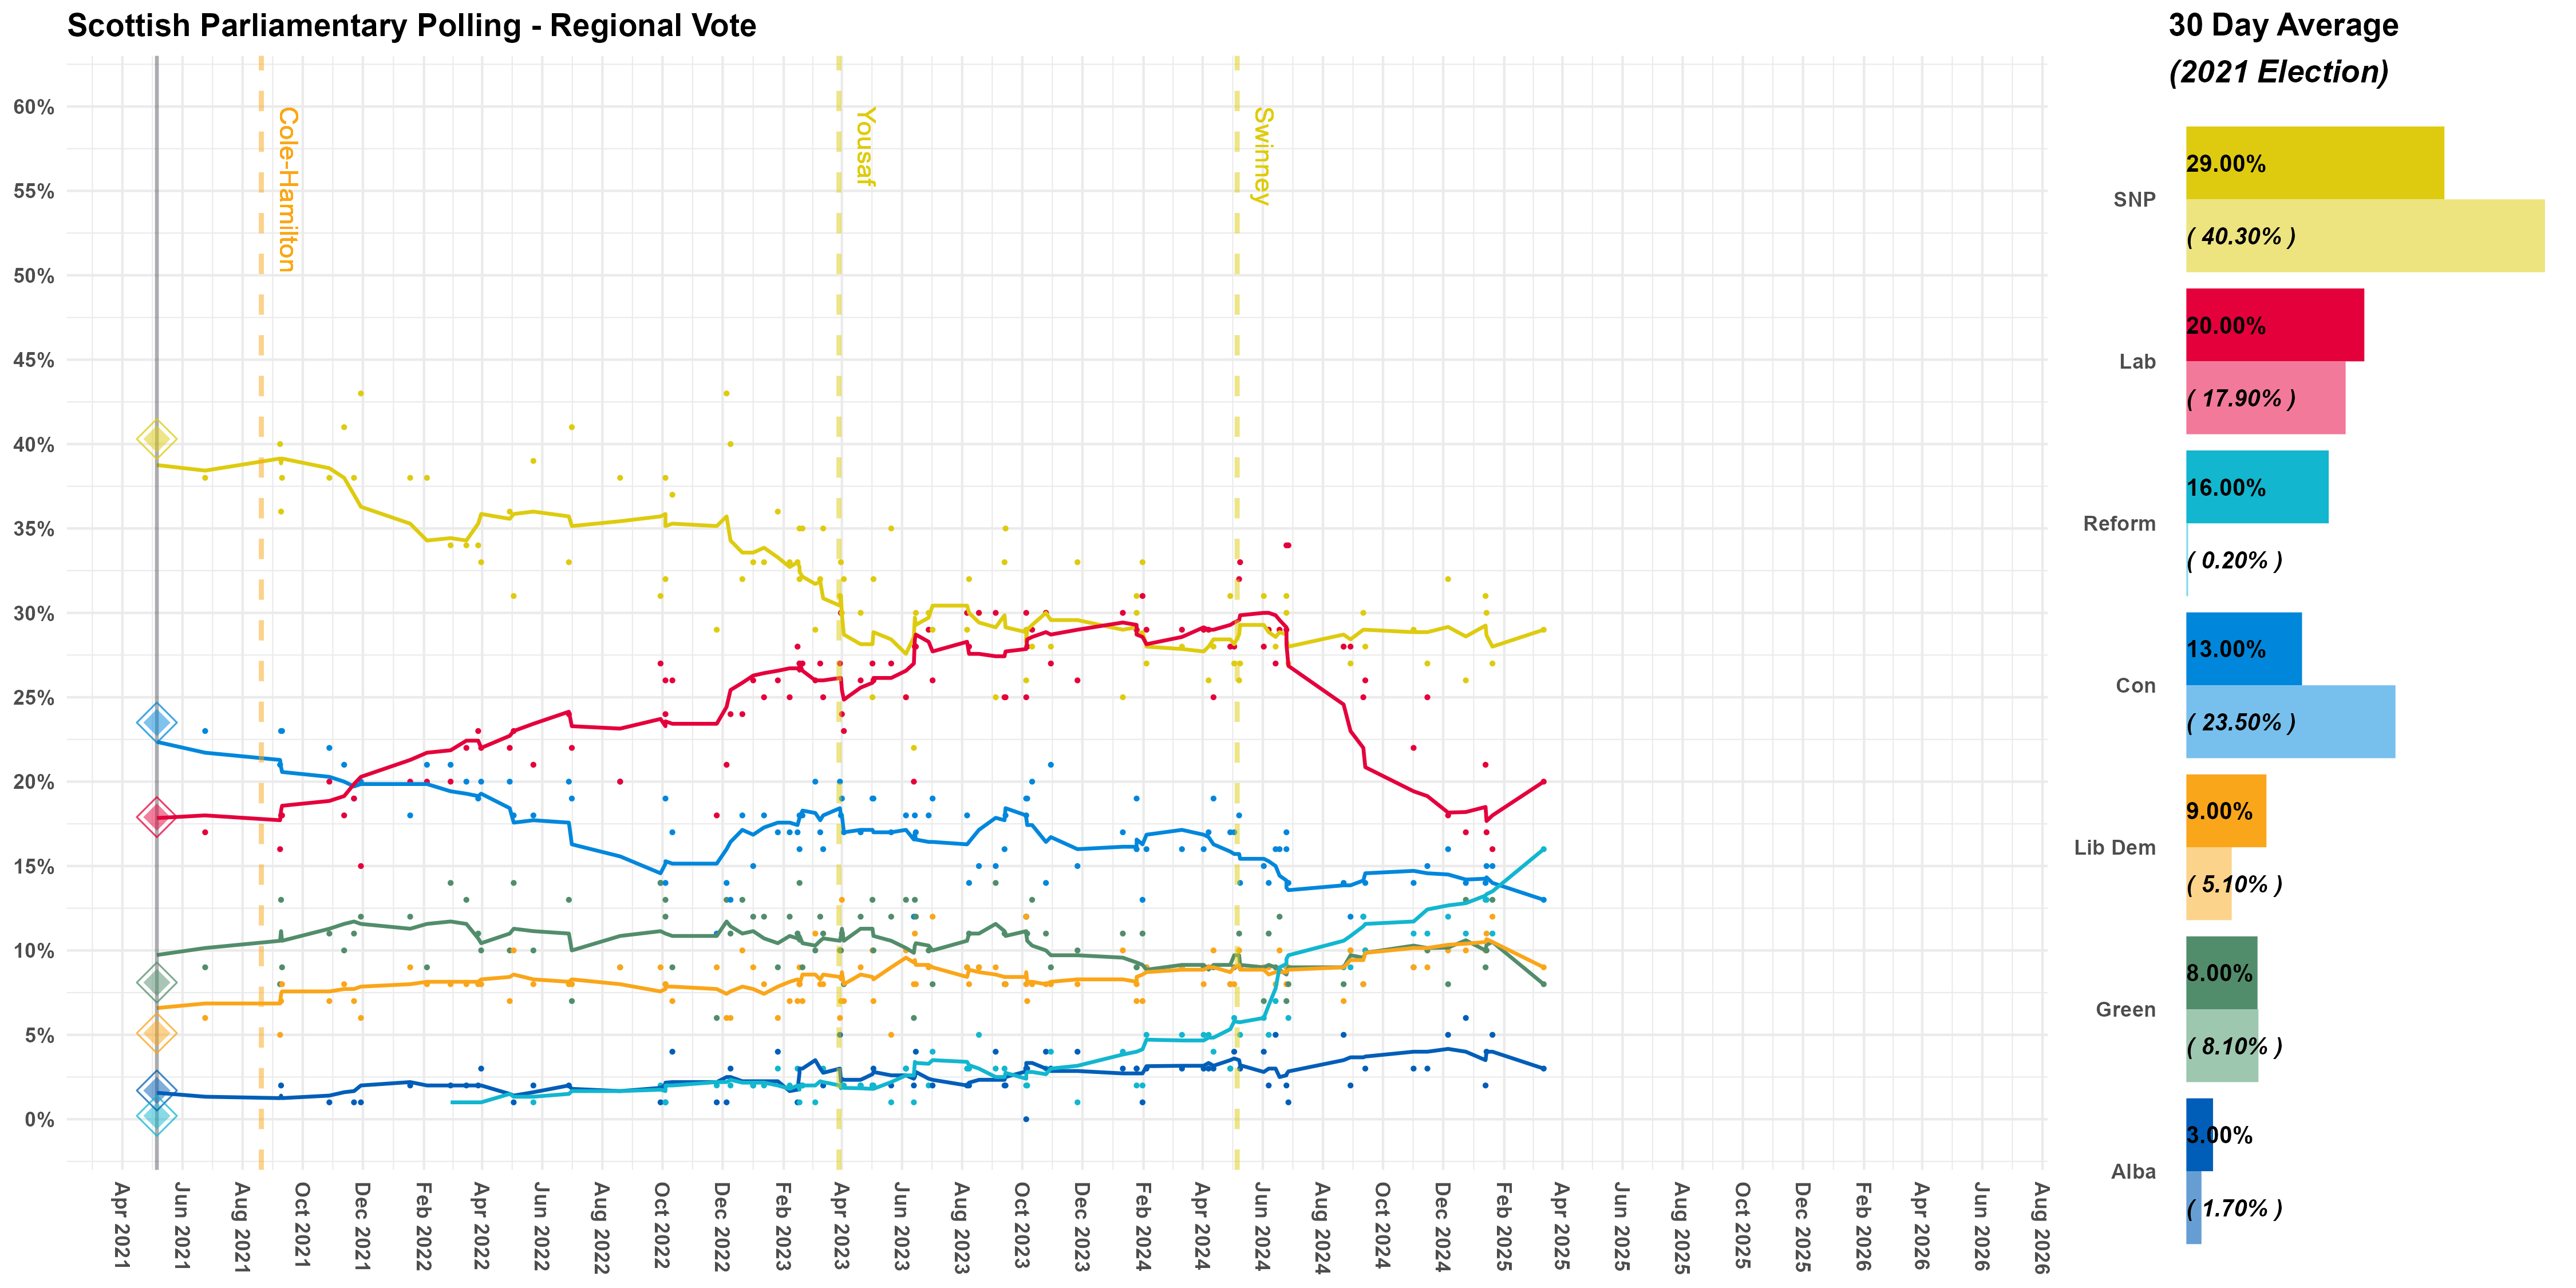 Scottish Parliamentary Polling - Regional Vote
30 Day Average
(2021 Election)
60%
55%
50%
45%
40%
35%
30%
25%
20%
15%
10%
5%
0%
Cole-Hamilton
Yousaf
Swinney
Apr 2021
Jun 2021
Aug 2021
Oct 2021
Dec 2021
Feb 2022
Apr 2022
Jun 2022
Aug 2022
Oct 2022
Dec 2022
Feb 2023
Apr 2023
Jun 2023
Aug 2023
Oct 2023
Dec 2023
Feb 2024
Apr 2024
Jun 2024
Aug 2024
Oct 2024
Dec 2024
Feb 2025
Apr 2025
Jun 2025
Aug 2025
Oct 2025
Dec 2025
Feb 2026
Apr 2026
Jun 2026
Aug 2026
SNP
29.00%
( 40.30% )
Lab
20.00%
( 17.90% )
Reform
16.00%
( 0.20% )
Con
13.00%
( 23.50% )
Lib Dem
9.00%
( 5.10% )
Green
8.00%
( 8.10% )
Alba
3.00%
( 1.70% )